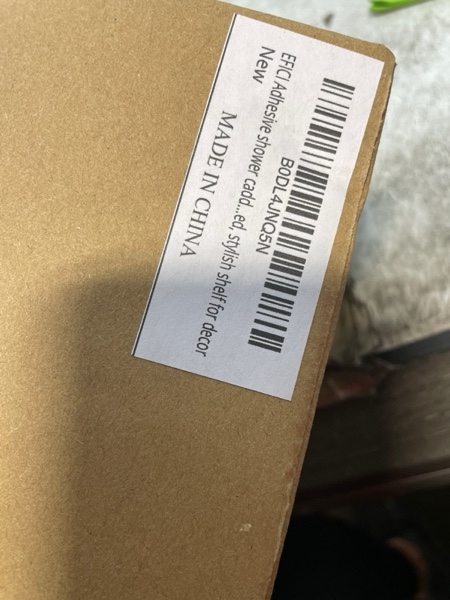 B0DL4JNQ5N
EFICI Adhesive shower cadd...ed, stylish shelf for decor
New
MADE IN CHINA